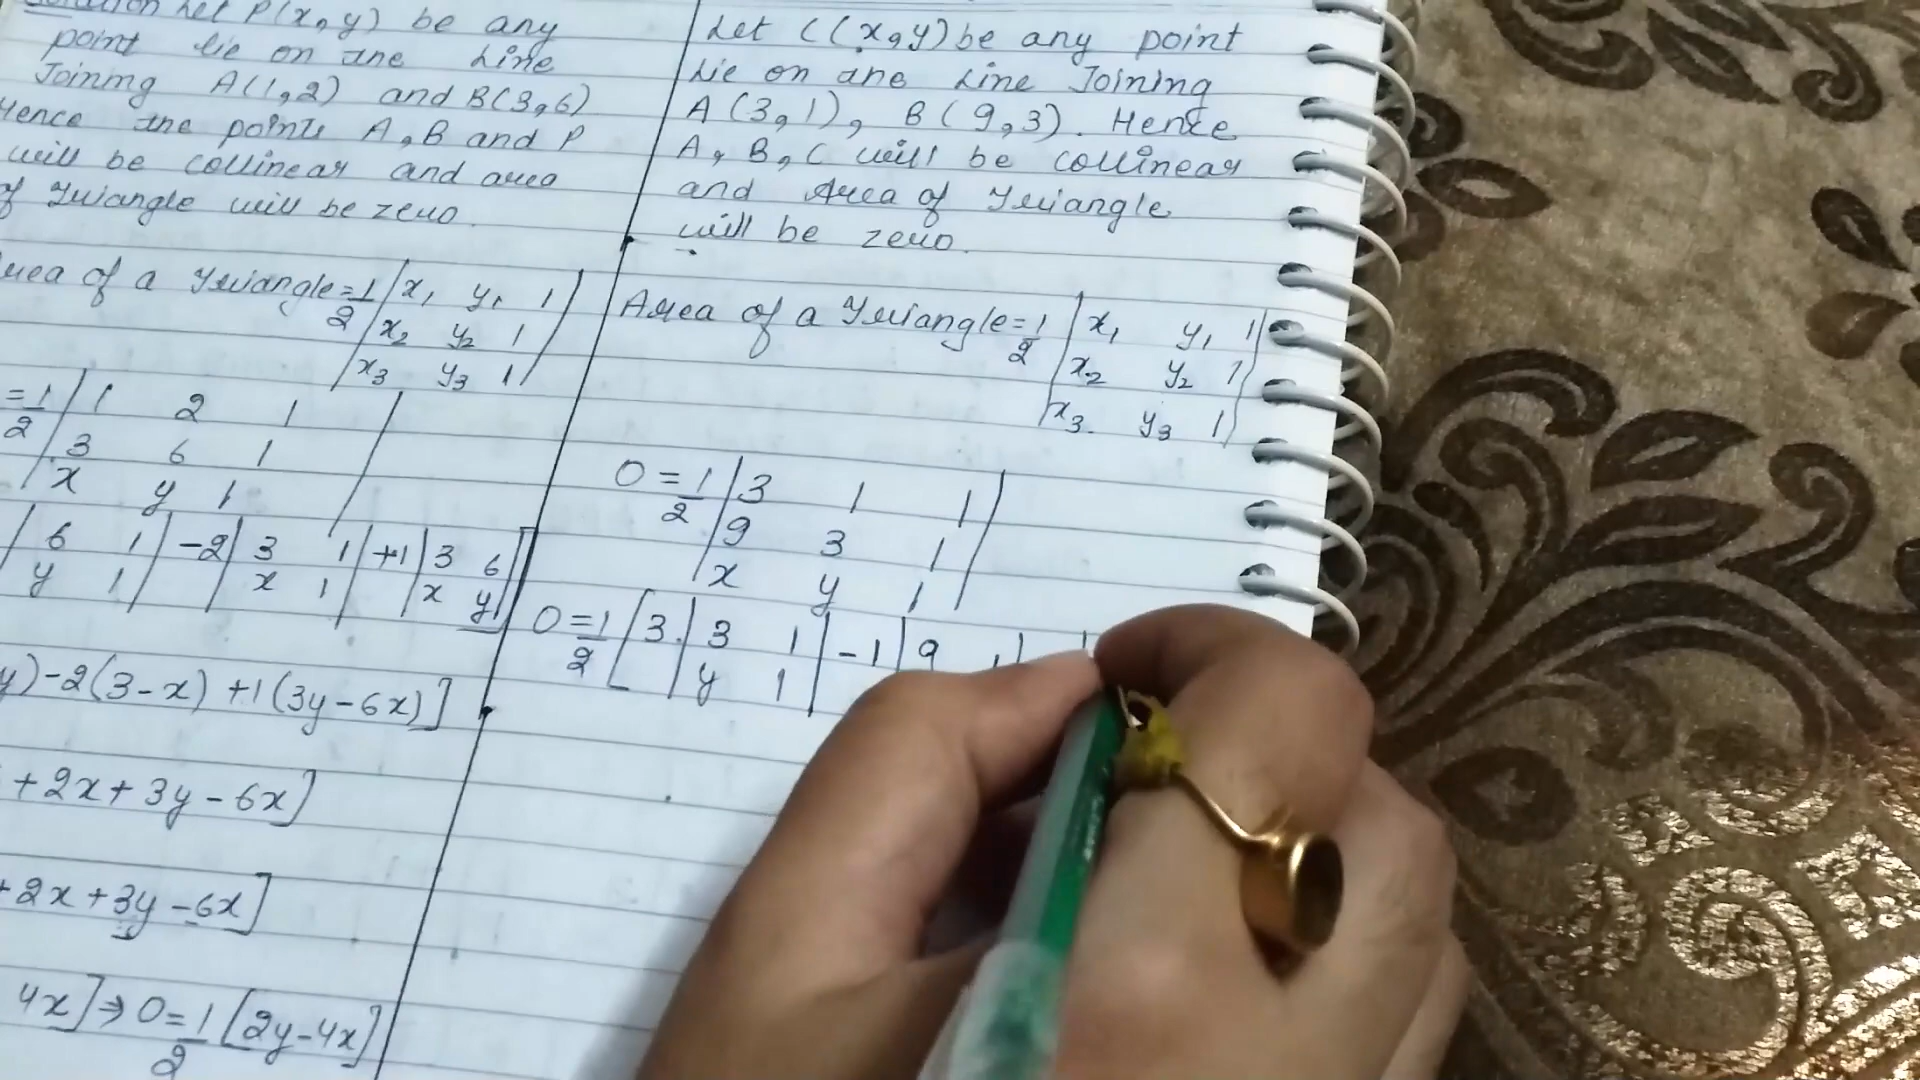 Let P(x, y) be any
point lie on the Line
Joining A(1,2) and B(3,6)
Hence the points A, B and P
will be collinear and area
of Triangle will be zero.
Area of a Triangle = 1/2 | x₁ y₁ 1 |
| x₂ y₂ 1 |
| x₃ y₃ 1 |
= 1/2 | 1 2 1 |
| 3 6 1 |
| x y 1 |
| 6 1 | -2 | 3 1 | +1 | 3 6 | ]
| y 1 | | x 1 | | x y |
y) -2(3-x) +1(3y-6x)]
+2x+3y-6x]
+2x+3y-6x]
4x] ⇒ 0 = 1/2 [2y-4x]
Let C(x,y) be any point
Lie on the Line Joining
A (3,1), B (9,3). Hence
A, B, C will be collinear
and Area of Triangle
will be zero.
Area of a Triangle = 1/2 | x₁ y₁ 1 |
| x₂ y₂ 1 |
| x₃ y₃ 1 |
0 = 1/2 | 3 1 1 |
| 9 3 1 |
| x y 1 |
0 = 1/2 [ 3 | 3 1 | -1 | 9 1 |
| y 1 |